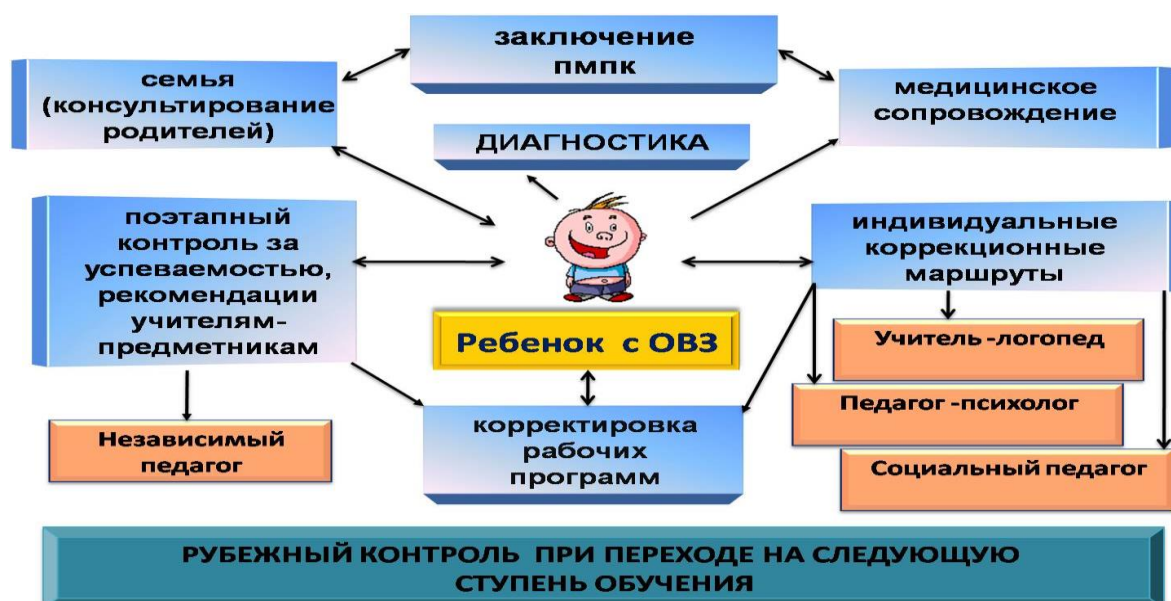 заключение
пмпк
семья
(консультирование
родителей)
медицинское
сопровождение
ДИАГНОСТИКА
поэтапный
контроль за
успеваемостью,
рекомендации
учителям-
предметникам
индивидуальные
коррекционные
маршруты
Ребенок с ОВЗ
Учитель -логопед
Педагог -психолог
Социальный педагог
Независимый
педагог
корректировка
рабочих
программ
РУБЕЖНЫЙ КОНТРОЛЬ ПРИ ПЕРЕХОДЕ НА СЛЕДУЮЩУЮ
СТУПЕНЬ ОБУЧЕНИЯ